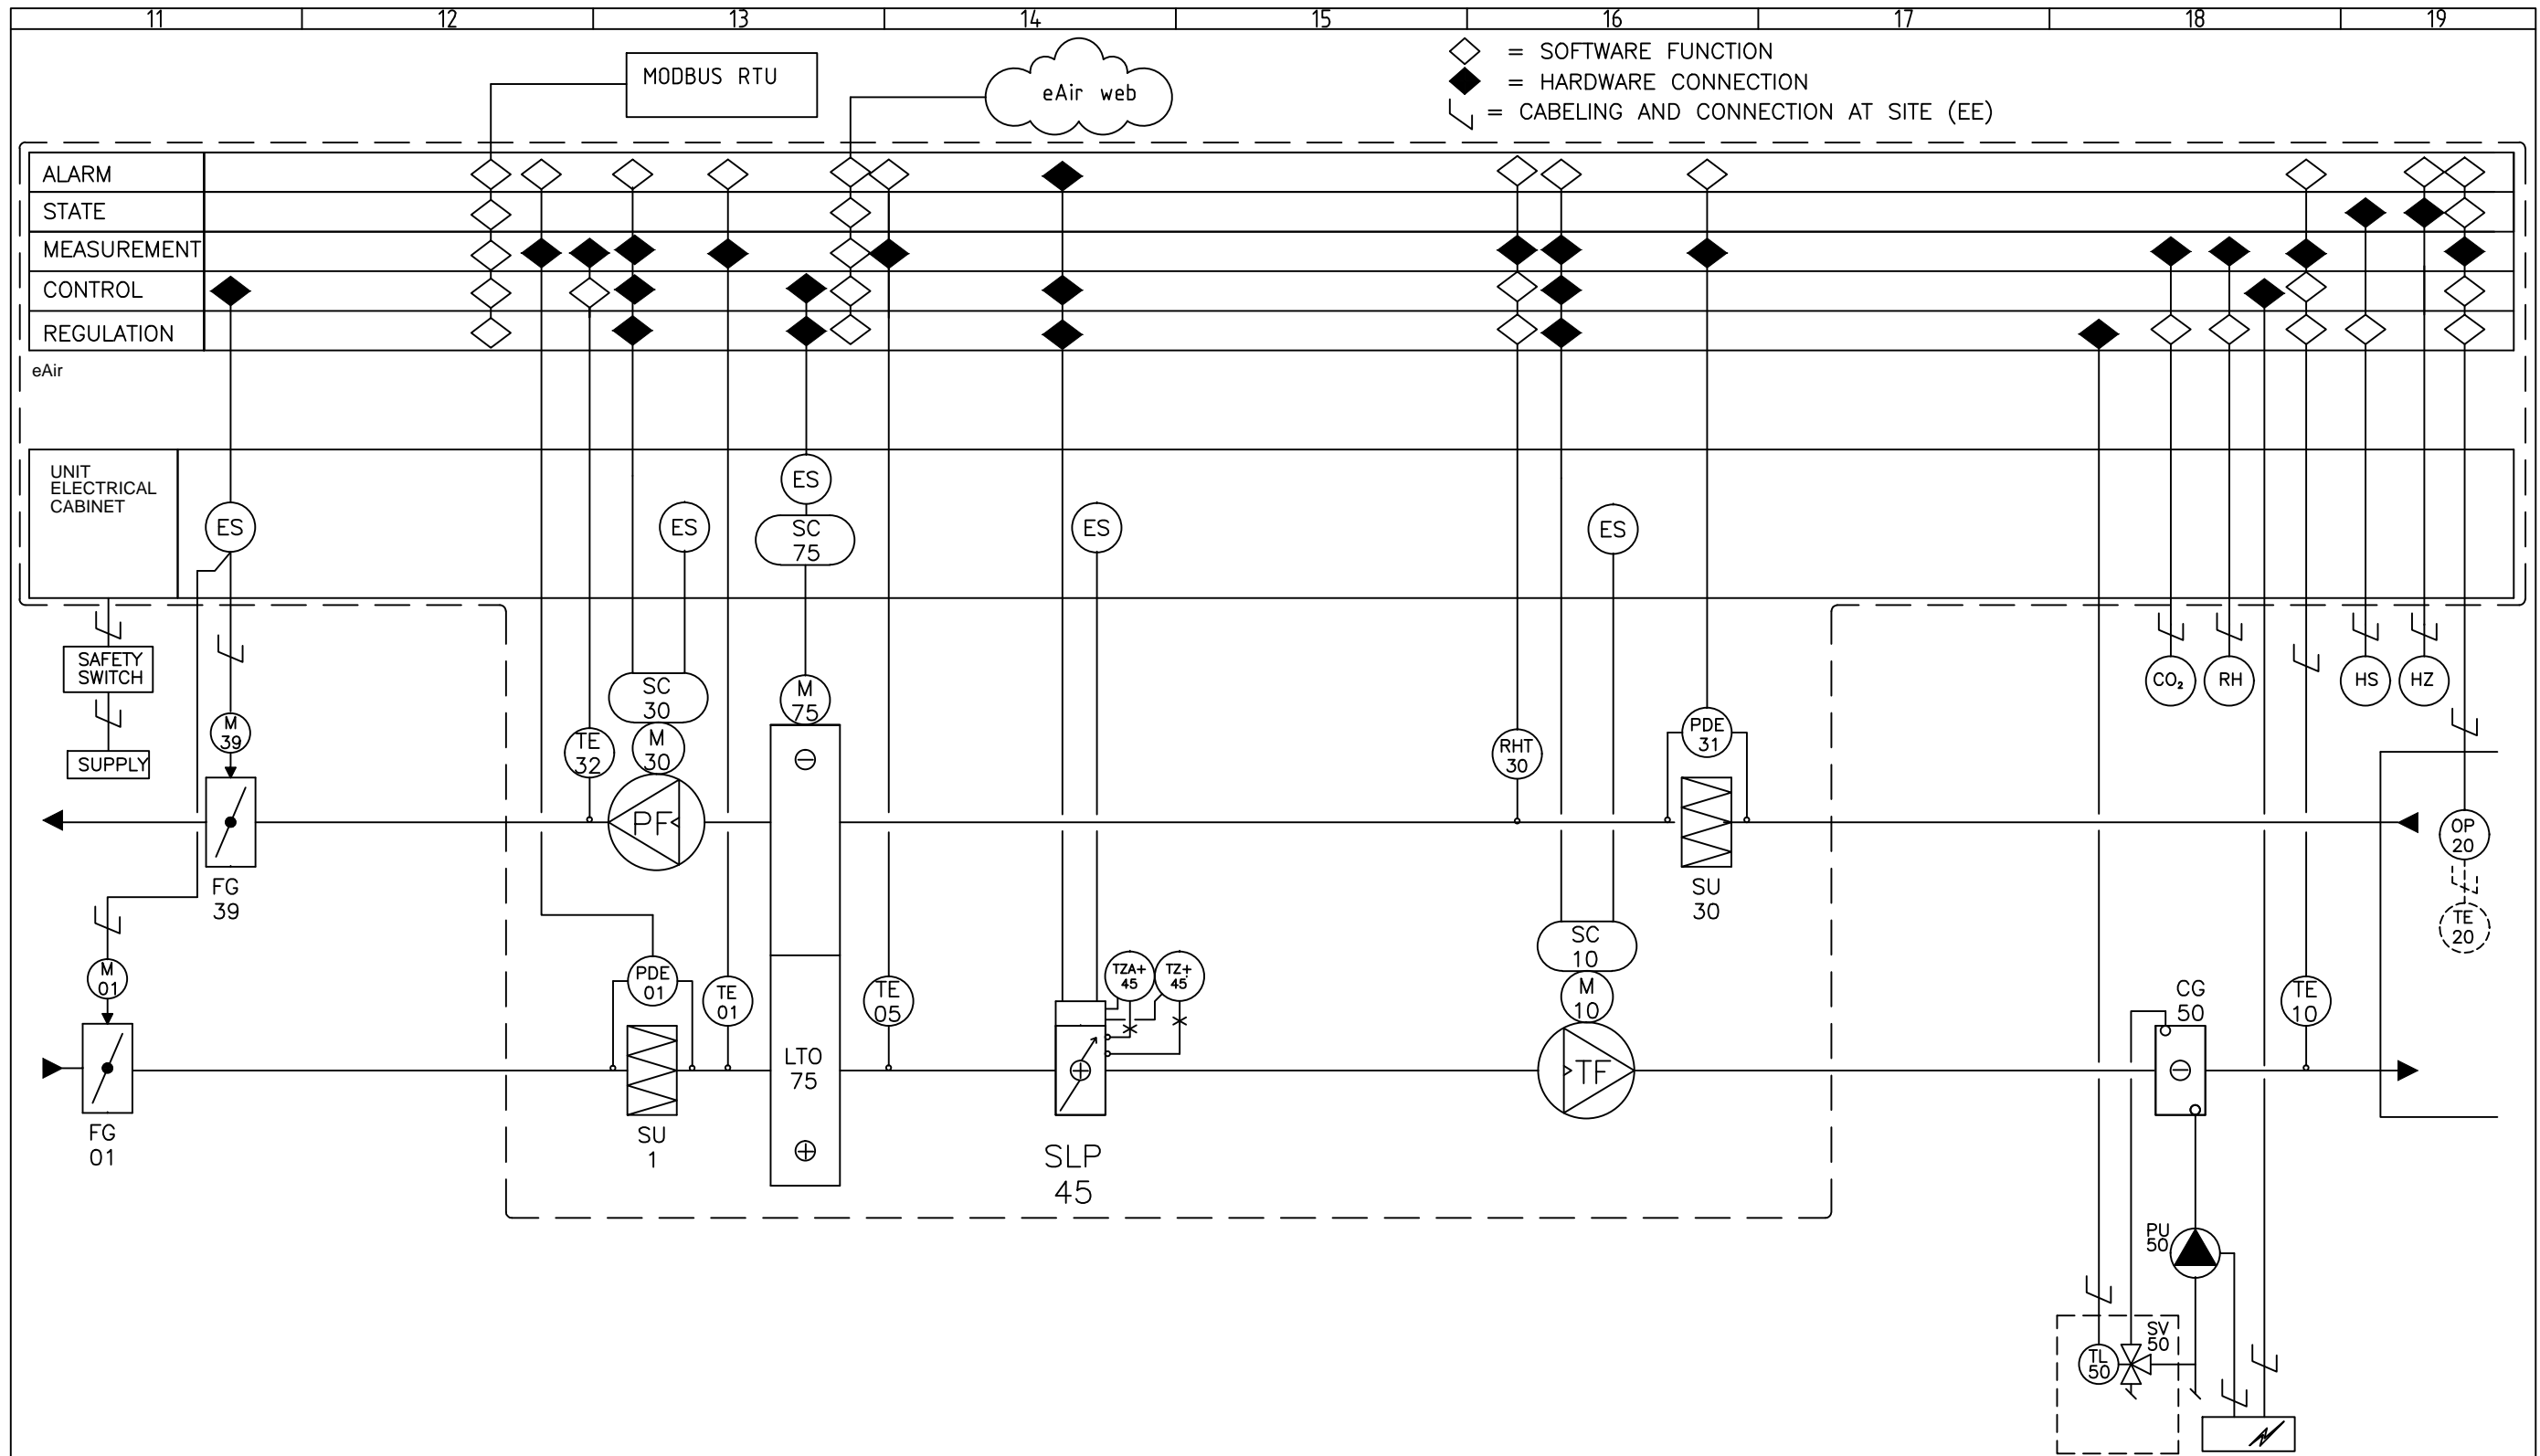 11 12 13 14 15 16 17 18 19
MODBUS RTU
eAir web
= SOFTWARE FUNCTION
= HARDWARE CONNECTION
= CABELING AND CONNECTION AT SITE (EE)
ALARM
STATE
MEASUREMENT
CONTROL
REGULATION
eAir
UNIT
ELECTRICAL
CABINET
ES
ES
ES
SC
75
ES
ES
SAFETY
SWITCH
SUPPLY
M
39
FG
39
M
01
FG
01
TE
32
SC
30
M
30
PF
M
75
PDE
01
SU
1
TE
01
LTO
75
TE
05
TZA+
45
TZ+
45
SLP
45
RHT
30
PDE
31
SU
30
SC
10
M
10
TF
CO₂
RH
HS
HZ
OP
20
TE
20
CG
50
TE
10
PU
50
SV
50
TL
50